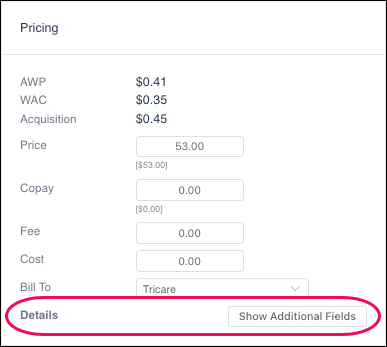 Pricing
AWP $0.41
WAC $0.35
Acquisition $0.45
Price 53.00
[$53.00]
Copay 0.00
[$0.00]
Fee 0.00
Cost 0.00
Bill To Tricare
Details Show Additional Fields